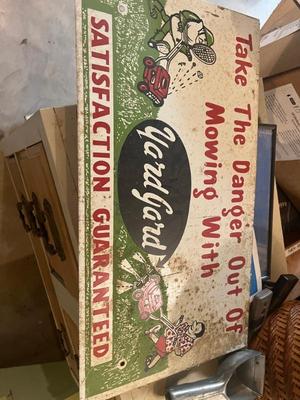 Take The Danger Out Of
Mowing With
YardGard
SATISFACTION GUARANTEED